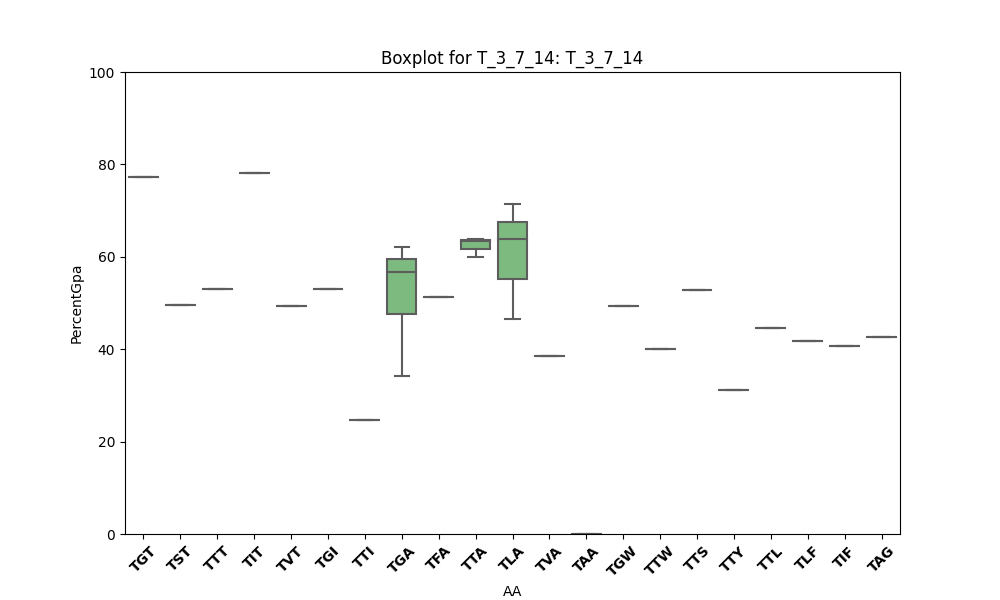 Boxplot for T_3_7_14: T_3_7_14
100
80
60
40
20
0
PercentGpa
TGT
TST
TTT
TIT
TVT
TGI
TTI
TGA
TFA
TTA
TLA
TVA
TAA
TGW
TTW
TTS
TTY
TTL
TLF
TIF
TAG
AA